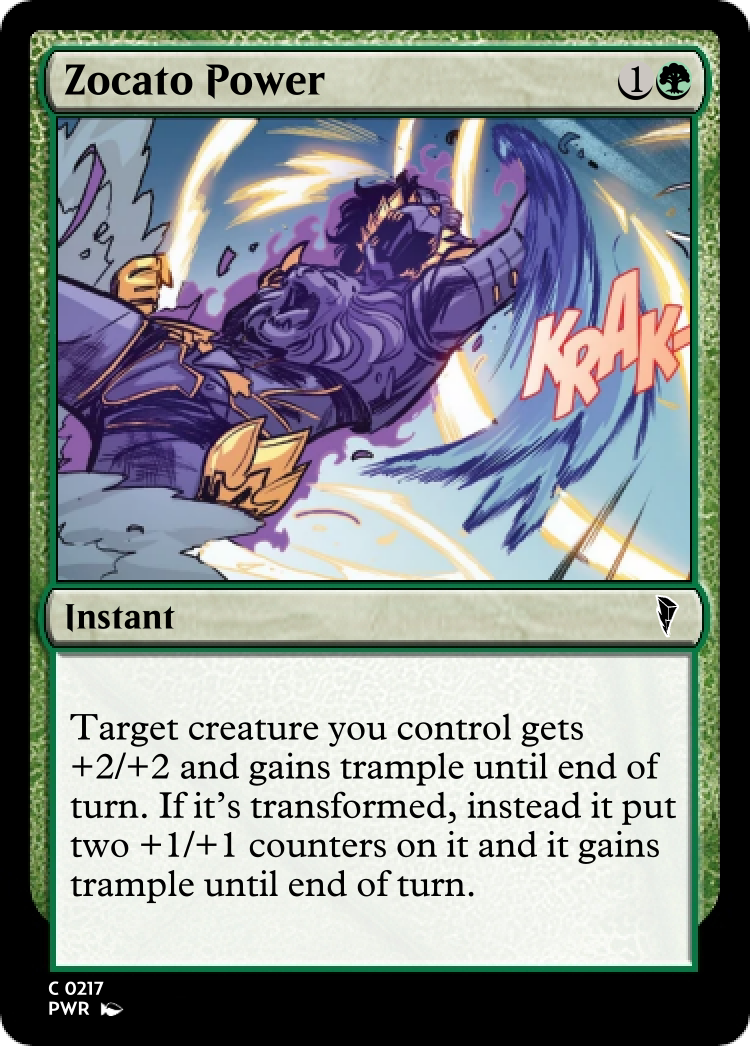 Zocato Power
1
KRAK-
Instant
Target creature you control gets
+2/+2 and gains trample until end of
turn. If it's transformed, instead it put
two +1/+1 counters on it and it gains
trample until end of turn.
C 0217
PWR